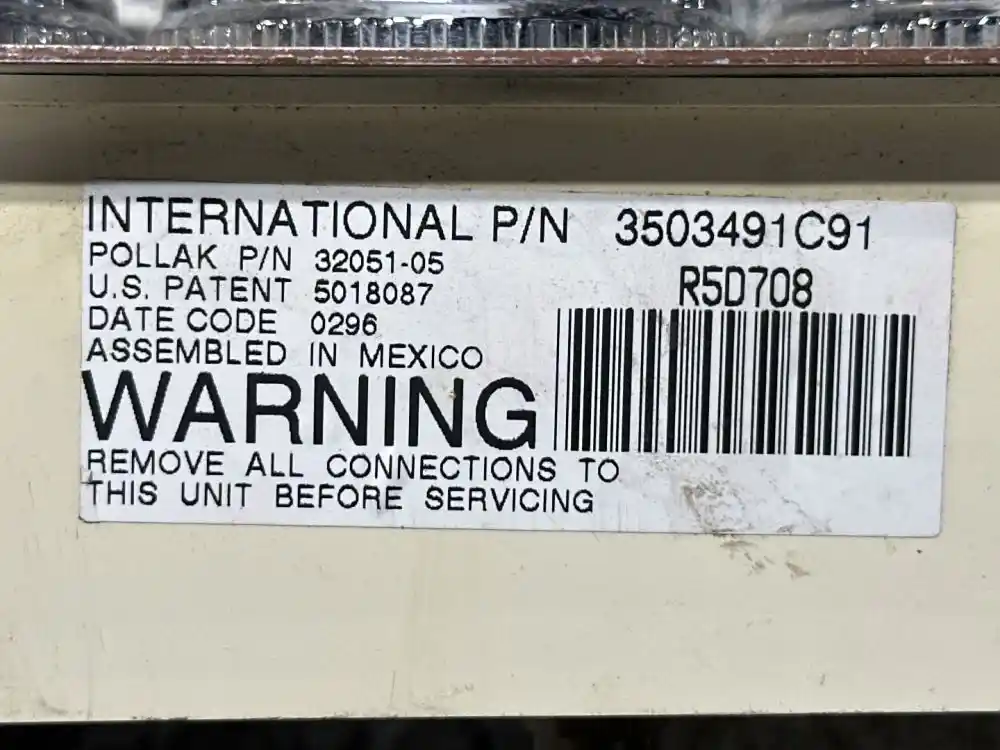 INTERNATIONAL P/N 3503491C91
POLLAK P/N 32051-05
R5D708
U.S. PATENT 5018087
DATE CODE 0296
ASSEMBLED IN MEXICO
WARNING
REMOVE ALL CONNECTIONS TO
THIS UNIT BEFORE SERVICING